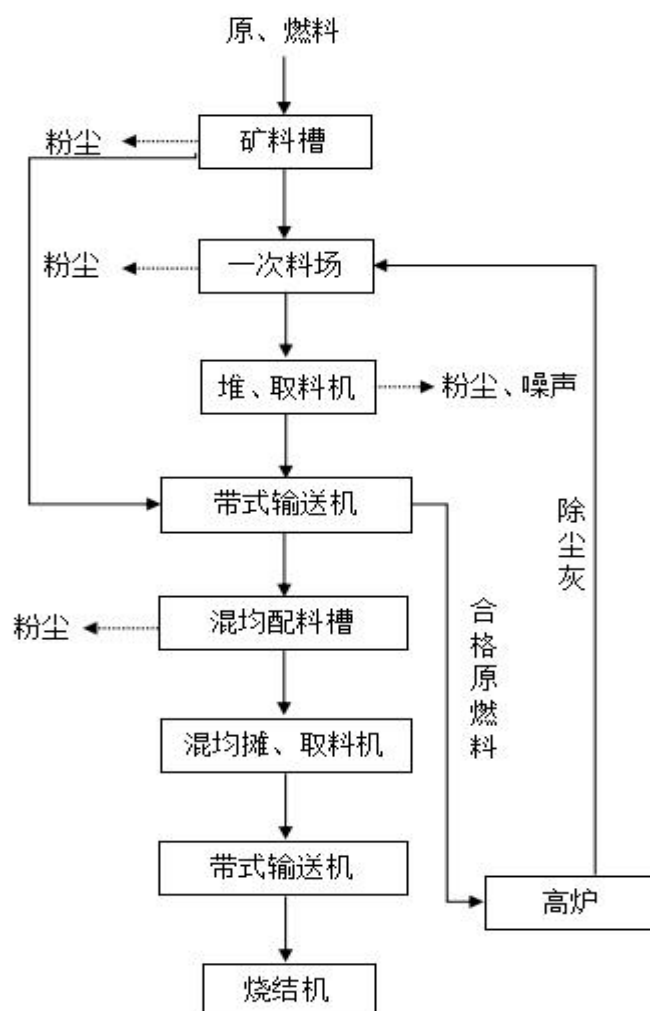 原、燃料
粉尘
矿料槽
粉尘
一次料场
堆、取料机
粉尘、噪声
带式输送机
除尘灰
粉尘
混均配料槽
合格原燃料
混均摊、取料机
带式输送机
高炉
烧结机